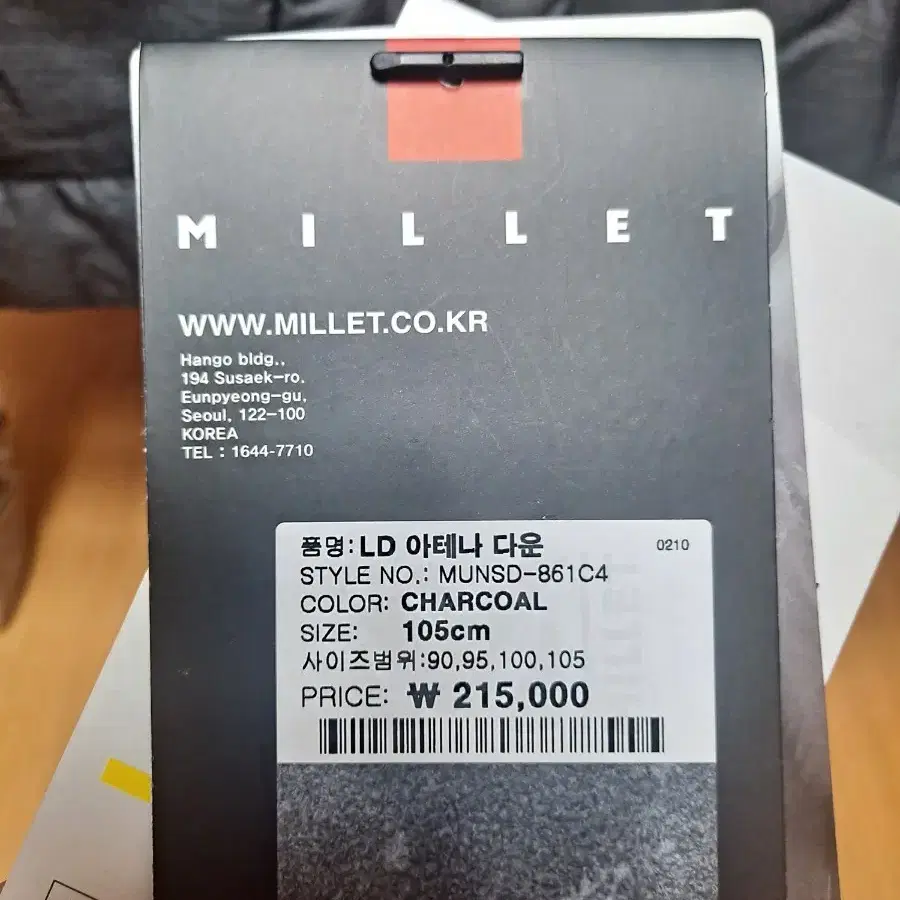 MILLET
WWW.MILLET.CO.KR
Hango bldg.,
194 Susaek-ro,
Eunpyeong-gu,
Seoul, 122-100
KOREA
TEL : 1644-7710
품명: LD 아테나 다운 0210
STYLE NO.: MUNSD-861C4
COLOR: CHARCOAL
SIZE: 105cm
사이즈범위:90,95,100,105
PRICE: ₩ 215,000